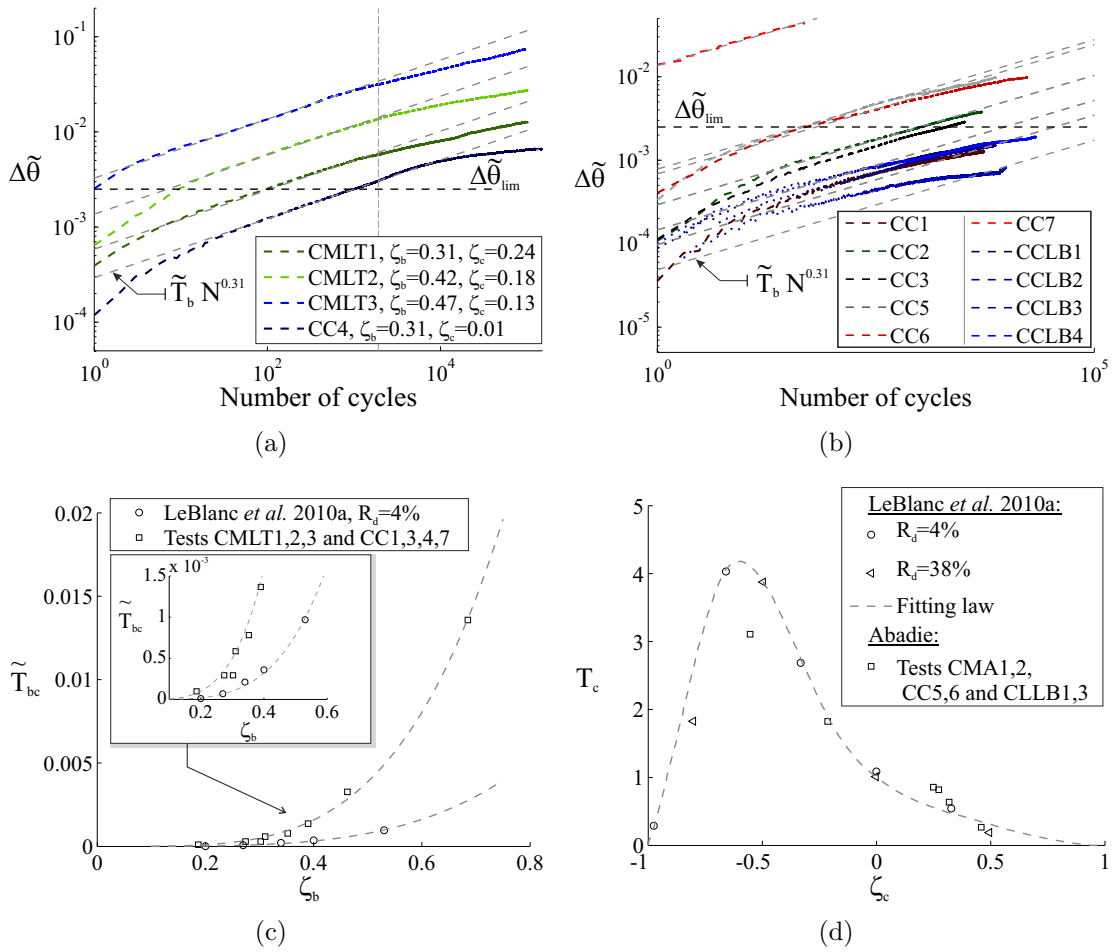 10^-1
10^-2
10^-3
10^-4
Δθ̃
Δθ̃_lim
T̃_b N^0.31
CMLT1, ζ_b=0.31, ζ_c=0.24
CMLT2, ζ_b=0.42, ζ_c=0.18
CMLT3, ζ_b=0.47, ζ_c=0.13
CC4, ζ_b=0.31, ζ_c=0.01
10^0
10^2
10^4
Number of cycles
(a)
10^-2
10^-3
10^-4
10^-5
Δθ̃
Δθ̃_lim
T̃_b N^0.31
CC1
CC2
CC3
CC5
CC6
CC7
CCLB1
CCLB2
CCLB3
CCLB4
10^0
10^5
Number of cycles
(b)
LeBlanc et al. 2010a, R_d=4%
Tests CMLT1,2,3 and CC1,3,4,7
0.02
0.015
0.01
0.005
0
T̃_bc
x 10^-3
1.5
1
0.5
0
T̃_bc
0.2
0.4
0.6
ζ_b
0
0.2
0.4
0.6
0.8
ζ_b
(c)
5
4
3
2
1
0
T_c
LeBlanc et al. 2010a:
R_d=4%
R_d=38%
Fitting law
Abadie:
Tests CMA1,2,
CC5,6 and CLLB1,3
-1
-0.5
0
0.5
1
ζ_c
(d)